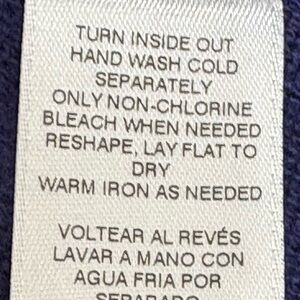 TURN INSIDE OUT
HAND WASH COLD
SEPARATELY
ONLY NON-CHLORINE
BLEACH WHEN NEEDED
RESHAPE, LAY FLAT TO
DRY
WARM IRON AS NEEDED
VOLTEAR AL REVÉS
LAVAR A MANO CON
AGUA FRIA POR
SEPARADO